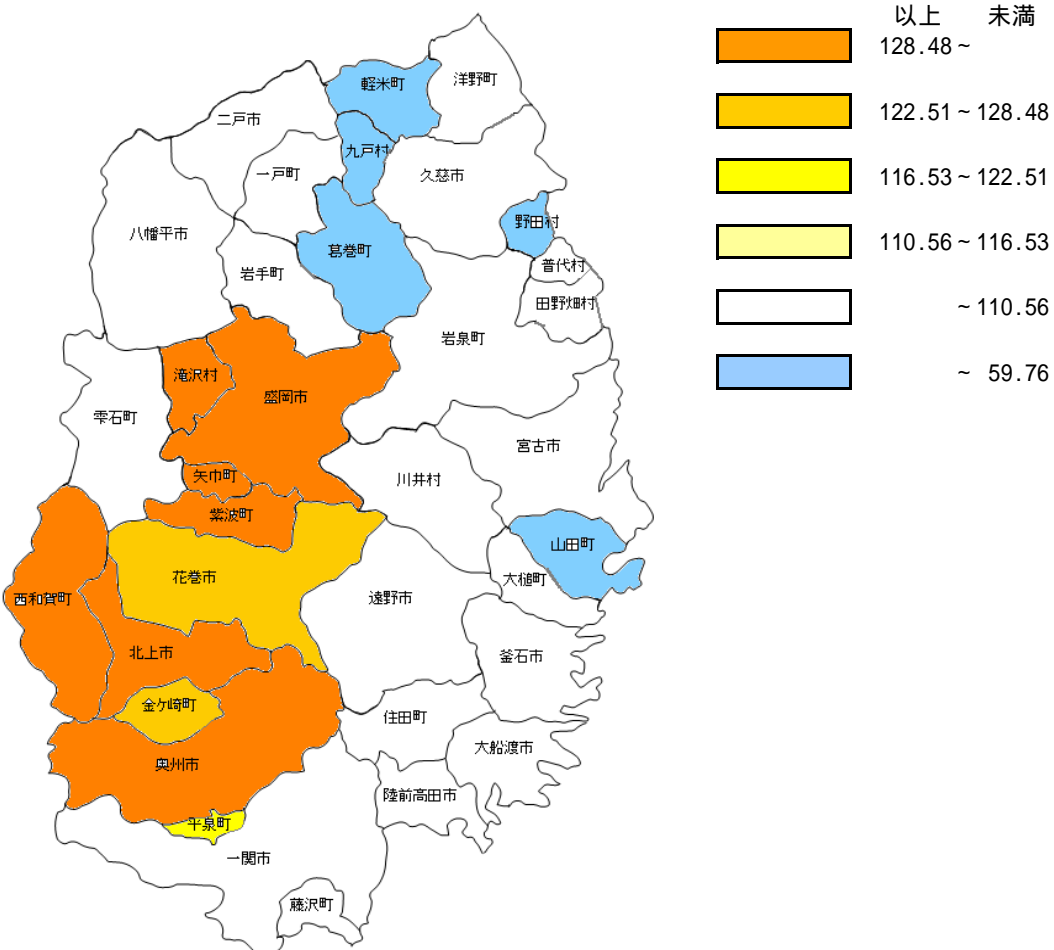 以上 未満
128.48 ~
122.51 ~ 128.48
116.53 ~ 122.51
110.56 ~ 116.53
~ 110.56
~ 59.76
軽米町
洋野町
二戸市
九戸村
一戸町
久慈市
野田村
八幡平市
葛巻町
普代村
岩手町
田野畑村
岩泉町
滝沢村
盛岡市
雫石町
宮古市
矢巾町
川井村
紫波町
山田町
花巻市
大槌町
西和賀町
遠野市
北上市
釜石市
金ケ崎町
住田町
大船渡市
奥州市
陸前高田市
平泉町
一関市
藤沢町